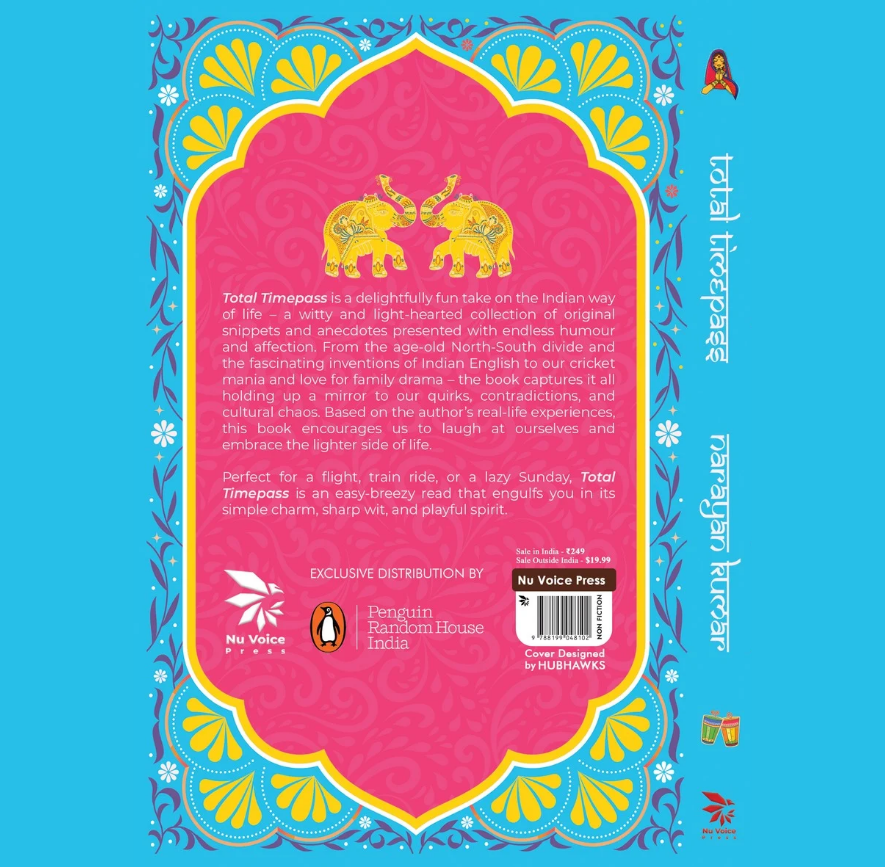 Total Timepass is a delightfully fun take on the Indian way
of life – a witty and light-hearted collection of original
snippets and anecdotes presented with endless humour
and affection. From the age-old North-South divide and
the fascinating inventions of Indian English to our cricket
mania and love for family drama – the book captures it all
holding up a mirror to our quirks, contradictions, and
cultural chaos. Based on the author's real-life experiences,
this book encourages us to laugh at ourselves and
embrace the lighter side of life.
Perfect for a flight, train ride, or a lazy Sunday, Total
Timepass is an easy-breezy read that engulfs you in its
simple charm, sharp wit, and playful spirit.
Nu Voice
Press
EXCLUSIVE DISTRIBUTION BY
Penguin
Random House
India
Sale in India - ₹249
Sale Outside India - $19.99
Nu Voice Press
NON FICTION
9 788199 048102
Cover Designed
by HUBHAWKS
total timepass
narayan kumar
Nu Voice
Press